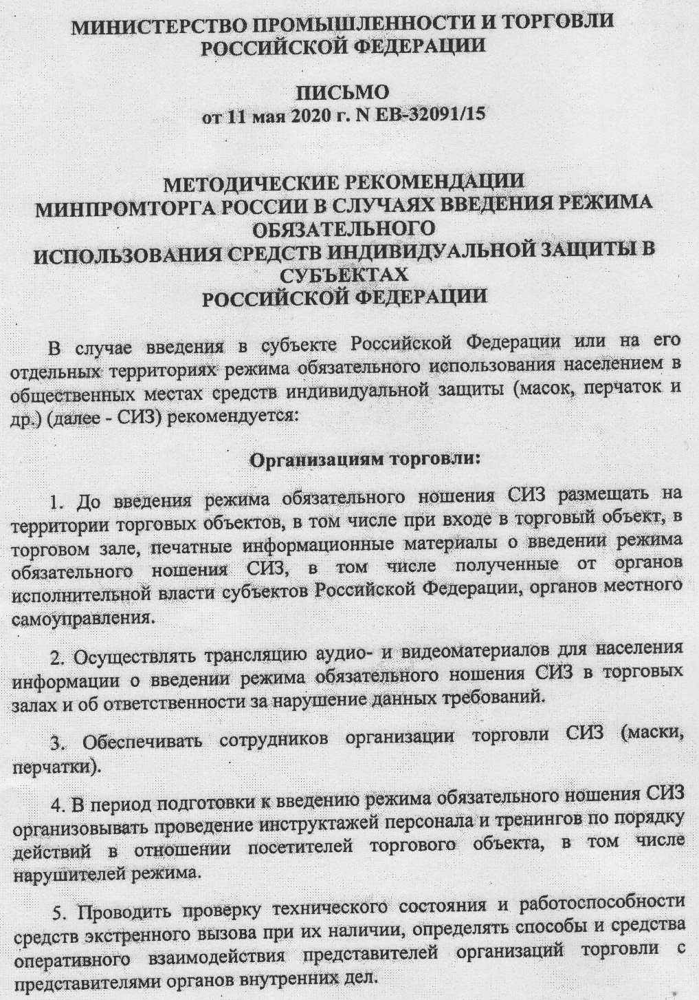 МИНИСТЕРСТВО ПРОМЫШЛЕННОСТИ И ТОРГОВЛИ
РОССИЙСКОЙ ФЕДЕРАЦИИ
ПИСЬМО
от 11 мая 2020 г. N ЕВ-32091/15
МЕТОДИЧЕСКИЕ РЕКОМЕНДАЦИИ
МИНПРОМТОРГА РОССИИ В СЛУЧАЯХ ВВЕДЕНИЯ РЕЖИМА
ОБЯЗАТЕЛЬНОГО
ИСПОЛЬЗОВАНИЯ СРЕДСТВ ИНДИВИДУАЛЬНОЙ ЗАЩИТЫ В
СУБЪЕКТАХ
РОССИЙСКОЙ ФЕДЕРАЦИИ
В случае введения в субъекте Российской Федерации или на его
отдельных территориях режима обязательного использования населением в
общественных местах средств индивидуальной защиты (масок, перчаток и
др.) (далее - СИЗ) рекомендуется:
Организациям торговли:
1. До введения режима обязательного ношения СИЗ размещать на
территории торговых объектов, в том числе при входе в торговый объект, в
торговом зале, печатные информационные материалы о введении режима
обязательного ношения СИЗ, в том числе полученные от органов
исполнительной власти субъектов Российской Федерации, органов местного
самоуправления.
2. Осуществлять трансляцию аудио- и видеоматериалов для населения
информации о введении режима обязательного ношения СИЗ в торговых
залах и об ответственности за нарушение данных требований.
3. Обеспечивать сотрудников организации торговли СИЗ (маски,
перчатки).
4. В период подготовки к введению режима обязательного ношения СИЗ
организовывать проведение инструктажей персонала и тренингов по порядку
действий в отношении посетителей торгового объекта, в том числе
нарушителей режима.
5. Проводить проверку технического состояния и работоспособности
средств экстренного вызова при их наличии, определять способы и средства
оперативного взаимодействия представителей организаций торговли с
представителями органов внутренних дел.